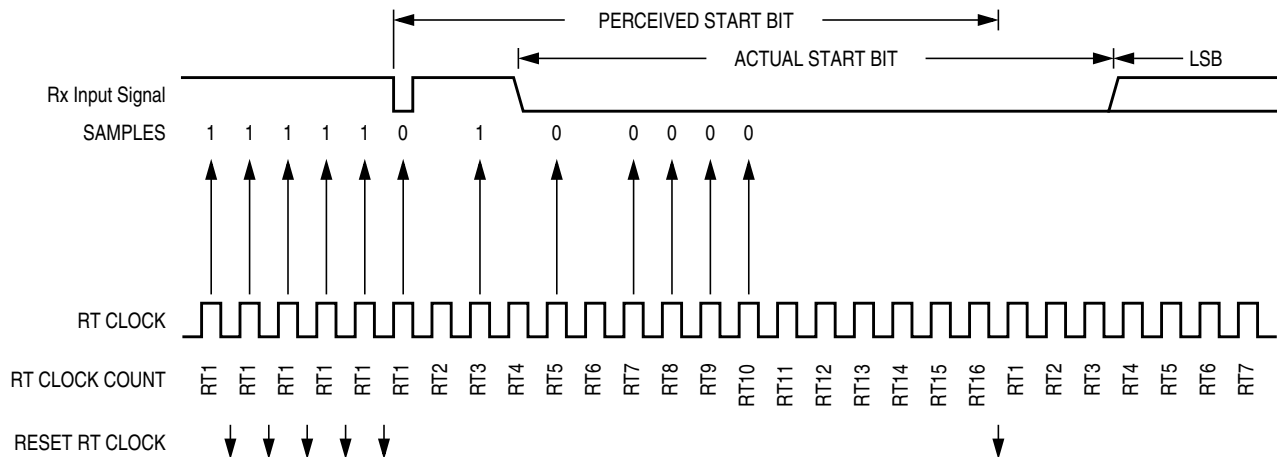 PERCEIVED START BIT
ACTUAL START BIT
LSB
Rx Input Signal
SAMPLES 1 1 1 1 1 0 1 0 0 0 0 0
RT CLOCK
RT CLOCK COUNT RT1 RT1 RT1 RT1 RT1 RT1 RT2 RT3 RT4 RT5 RT6 RT7 RT8 RT9 RT10 RT11 RT12 RT13 RT14 RT15 RT16 RT1 RT2 RT3 RT4 RT5 RT6 RT7
RESET RT CLOCK